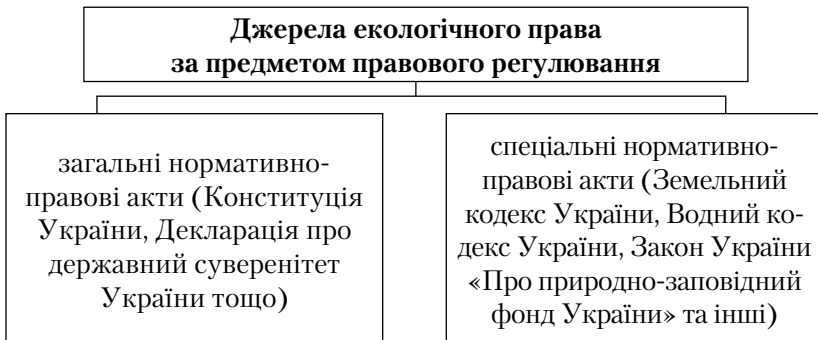 Джерела екологічного права
за предметом правового регулювання
загальні нормативно-
правові акти (Конституція
України, Декларація про
державний суверенітет
України тощо)
спеціальні нормативно-
правові акти (Земельний
кодекс України, Водний ко-
декс України, Закон України
«Про природно-заповідний
фонд України» та інші)